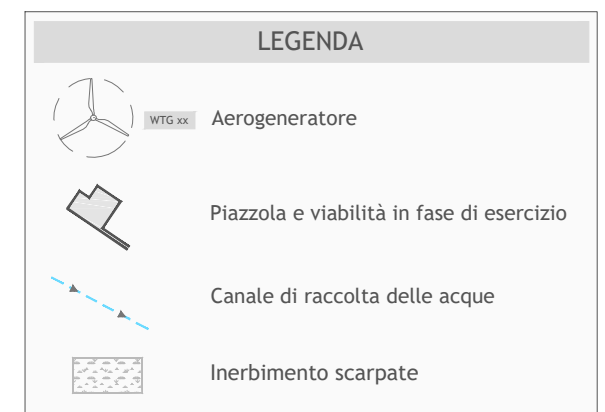 LEGENDA
WTG xx Aerogeneratore
Piazzola e viabilità in fase di esercizio
Canale di raccolta delle acque
Inerbimento scarpate